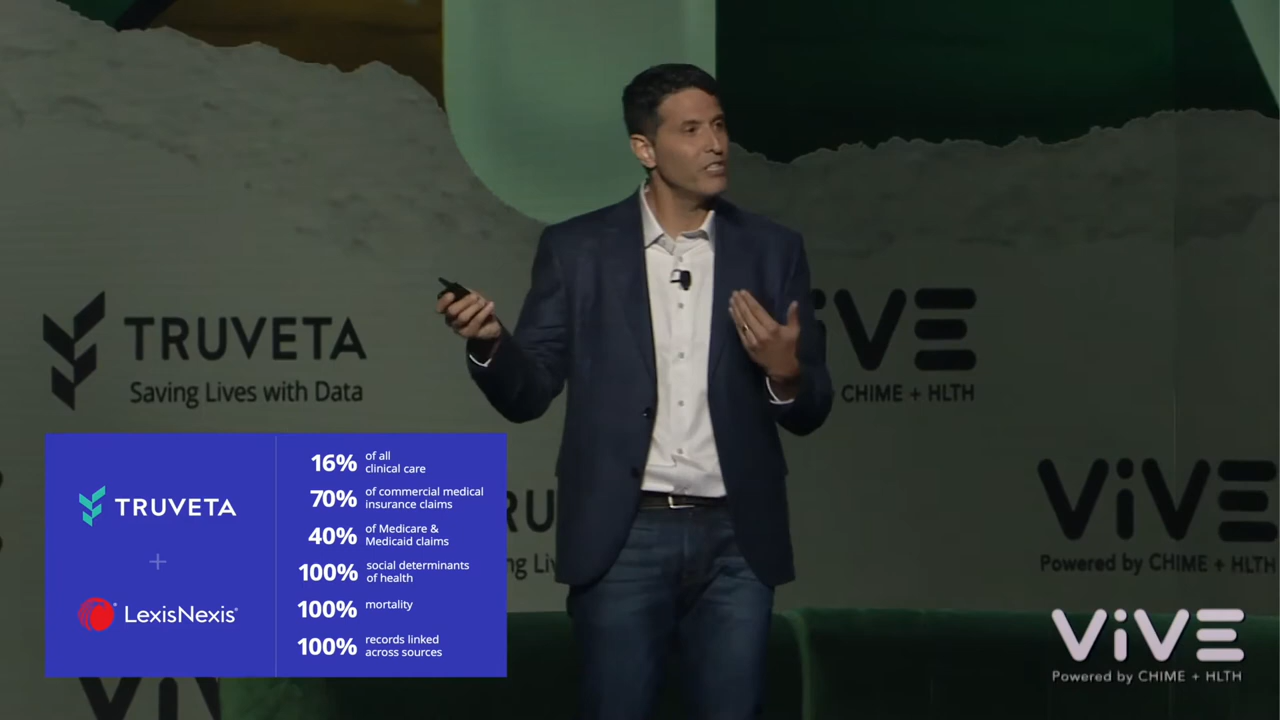 TRUVETA
Saving Lives with Data
ViVE
CHIME + HLTH
TRUVETA
+
LexisNexis®
16% of all
clinical care
70% of commercial medical
insurance claims
40% of Medicare &
Medicaid claims
100% social determinants
of health
100% mortality
100% records linked
across sources
ViVE
Powered by CHIME + HLTH
ViVE
Powered by CHIME + HLTH